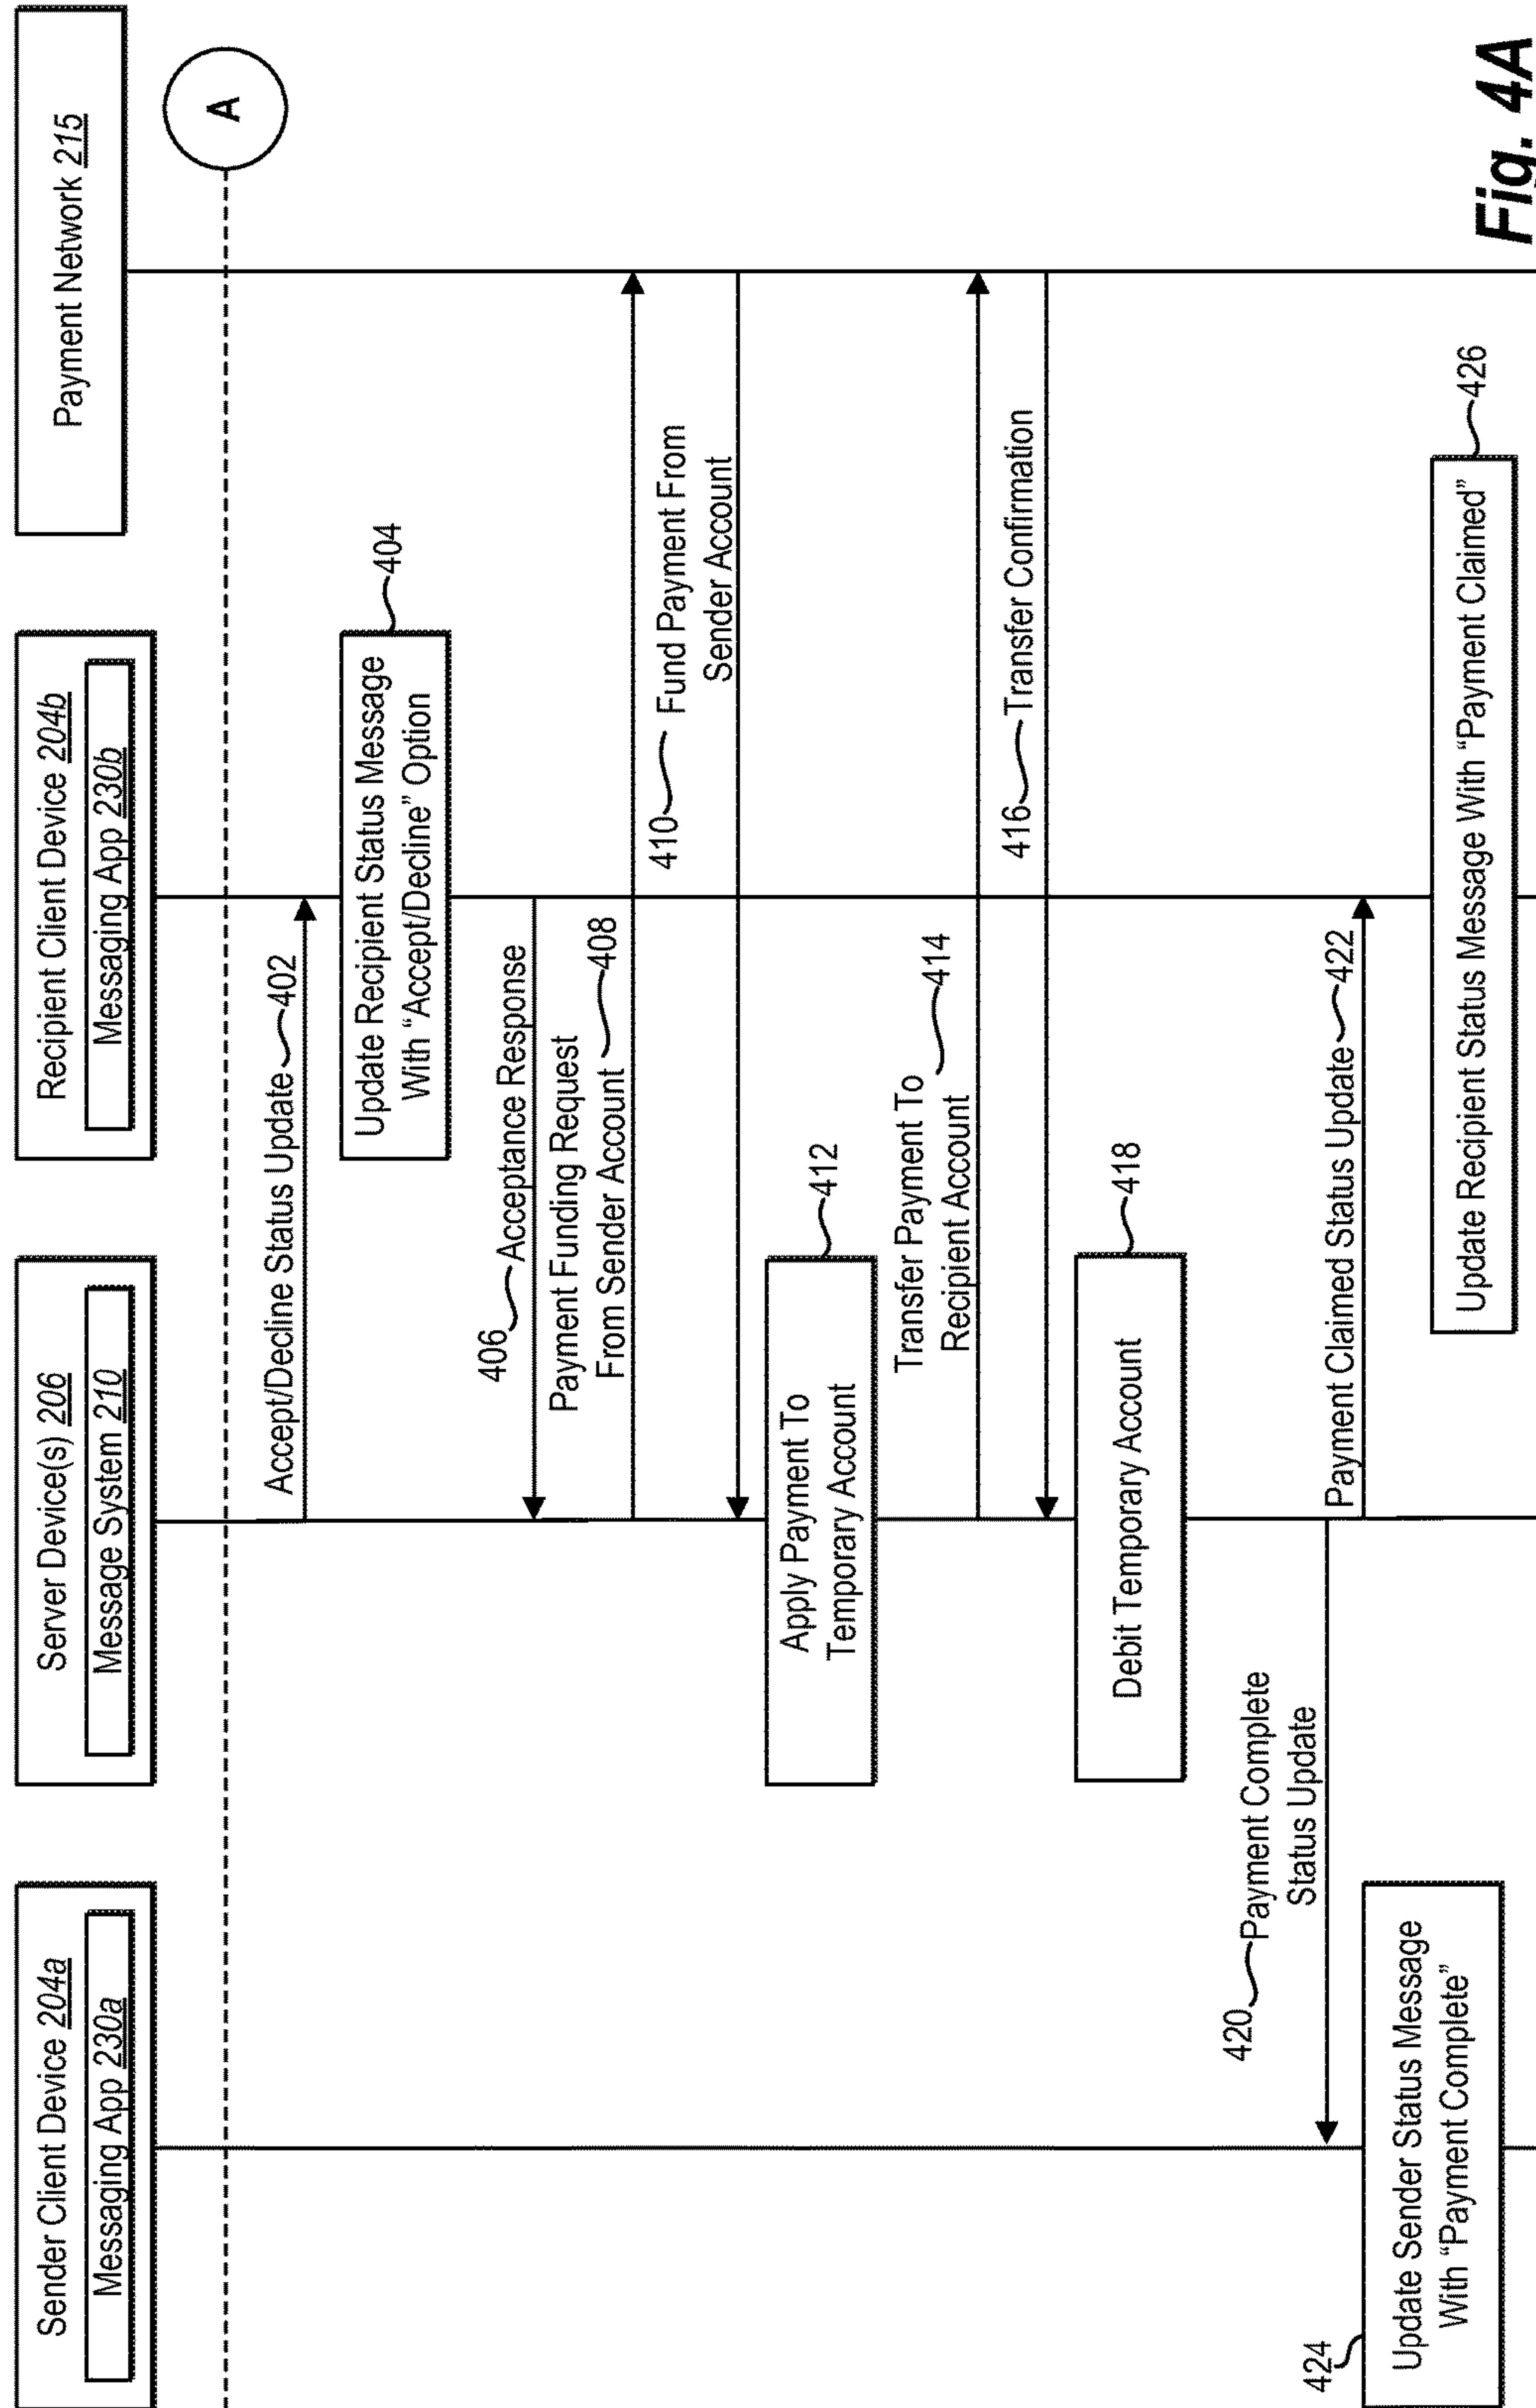 Sender Client Device 204a
Messaging App 230a
Server Device(s) 206
Message System 210
Recipient Client Device 204b
Messaging App 230b
Payment Network 215
A
Accept/Decline Status Update 402
Update Recipient Status Message
With “Accept/Decline” Option
404
406 Acceptance Response
Payment Funding Request
From Sender Account 408
410 Fund Payment From
Sender Account
Apply Payment To
Temporary Account
412
Transfer Payment To
Recipient Account 414
416 Transfer Confirmation
Debit Temporary Account
418
420 Payment Complete
Status Update
Payment Claimed Status Update 422
424
Update Sender Status Message
With “Payment Complete”
Update Recipient Status Message With “Payment Claimed”
426
Fig. 4A